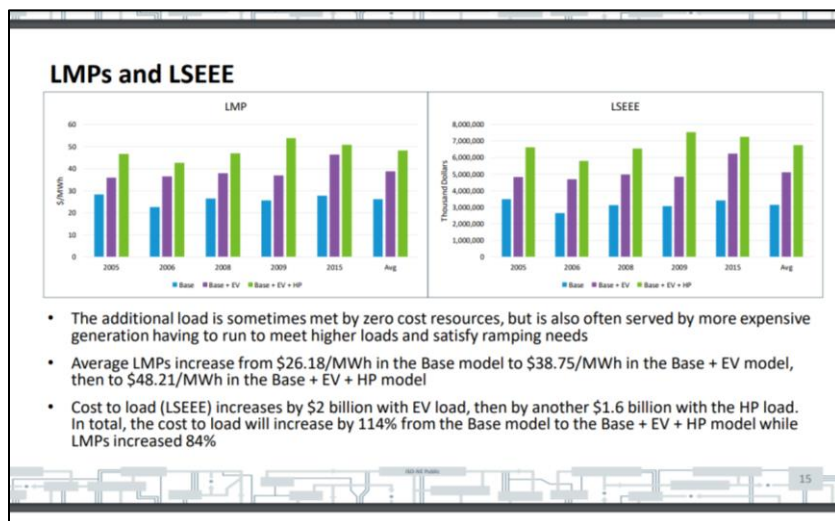 LMPs and LSEEE
LMP
60
50
40
30
20
10
0
$/MWh
2005
2006
2008
2009
2015
Avg
Base
Base + EV
Base + EV + HP
LSEEE
8,000,000
7,000,000
6,000,000
5,000,000
4,000,000
3,000,000
2,000,000
1,000,000
0
Thousand Dollars
2005
2006
2008
2009
2015
Avg
Base
Base + EV
Base + EV + HP
• The additional load is sometimes met by zero cost resources, but is also often served by more expensive
generation having to run to meet higher loads and satisfy ramping needs
• Average LMPs increase from $26.18/MWh in the Base model to $38.75/MWh in the Base + EV model,
then to $48.21/MWh in the Base + EV + HP model
• Cost to load (LSEEE) increases by $2 billion with EV load, then by another $1.6 billion with the HP load.
In total, the cost to load will increase by 114% from the Base model to the Base + EV + HP model while
LMPs increased 84%
ISO-NE Public
15